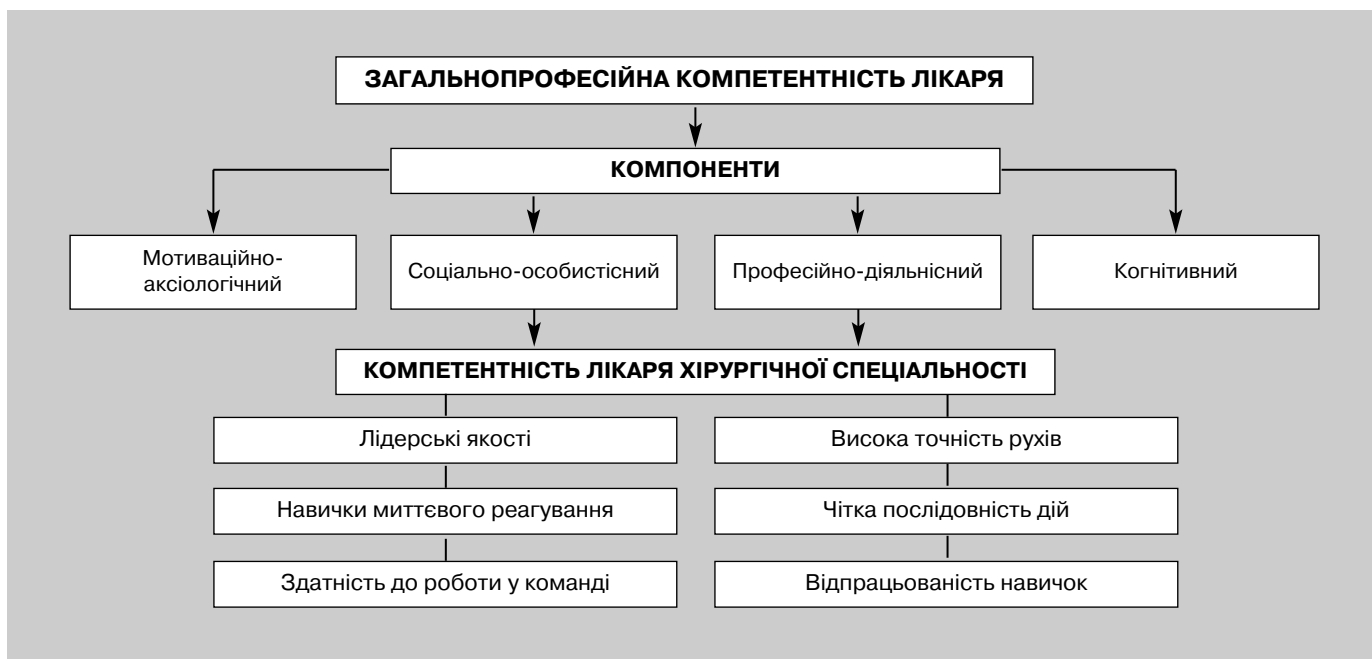 ЗАГАЛЬНОПРОФЕСІЙНА КОМПЕТЕНТНІСТЬ ЛІКАРЯ
КОМПОНЕНТИ
Мотиваційно-
аксіологічний
Соціально-особистісний
Професійно-діяльнісний
Когнітивний
КОМПЕТЕНТНІСТЬ ЛІКАРЯ ХІРУРГІЧНОЇ СПЕЦІАЛЬНОСТІ
Лідерські якості
Висока точність рухів
Навички миттєвого реагування
Чітка послідовність дій
Здатність до роботи у команді
Відпрацьованість навичок